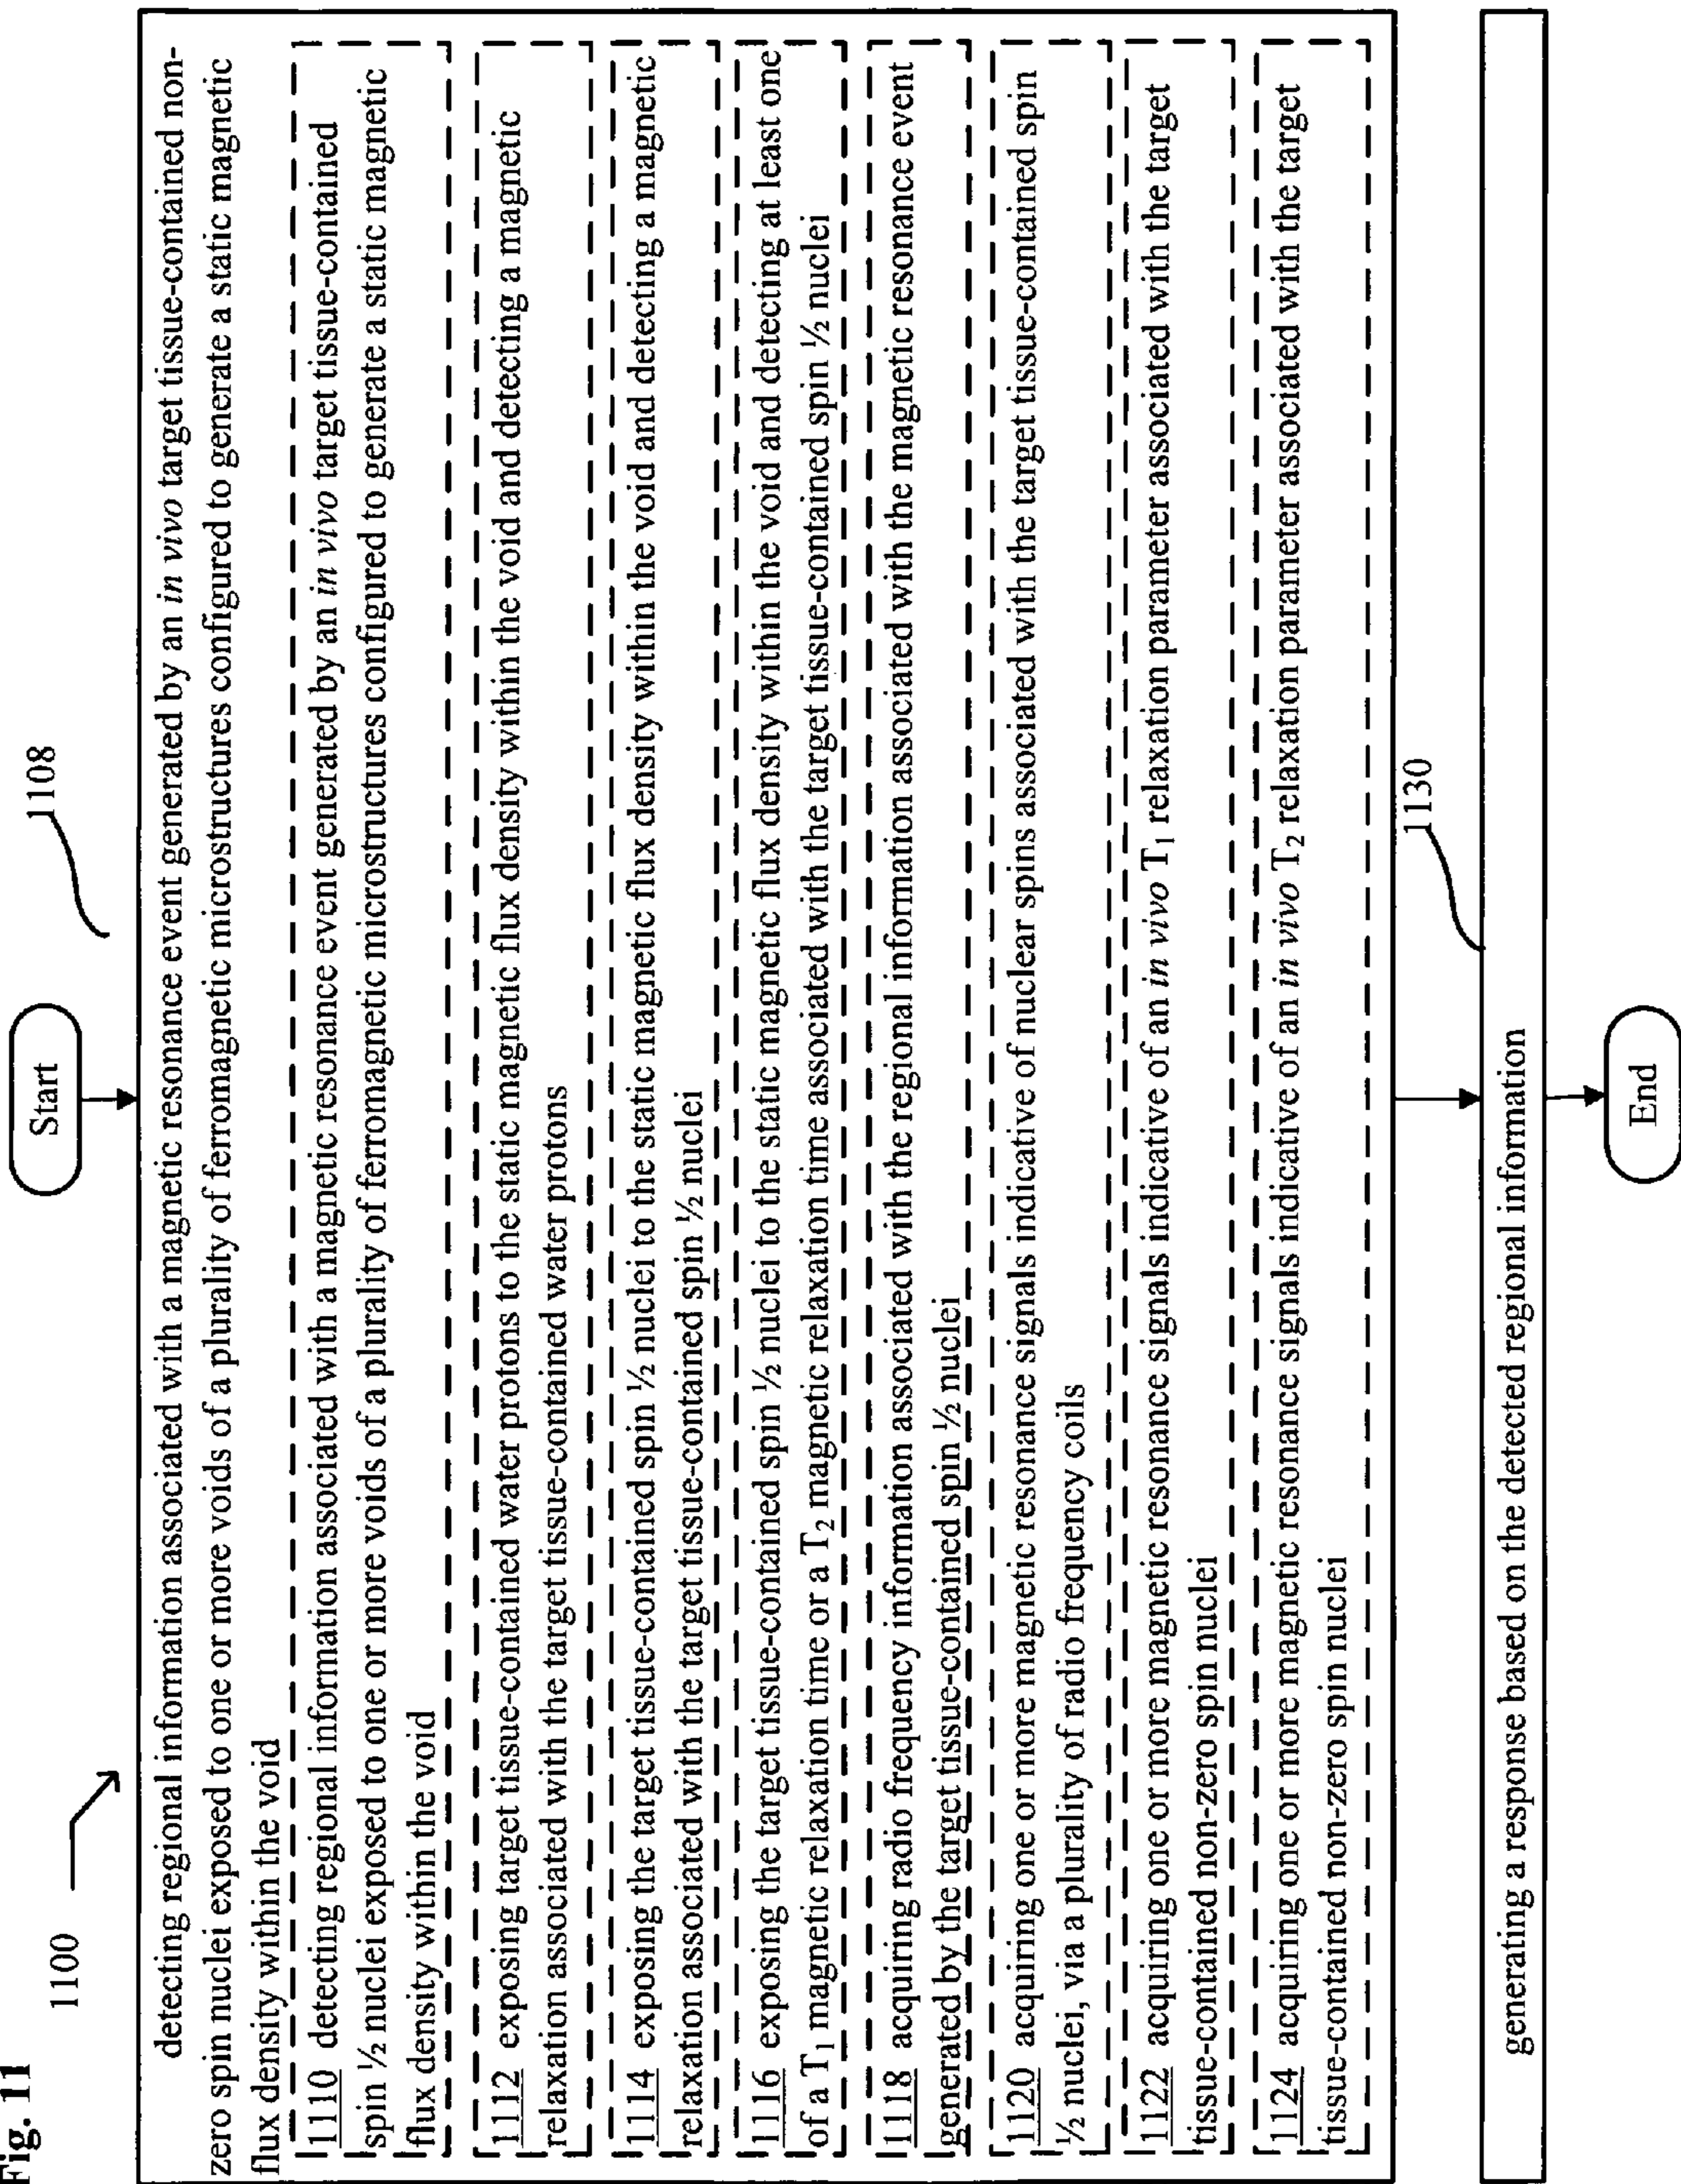 Fig. 11
1100
Start
1108
detecting regional information associated with a magnetic resonance event generated by an in vivo target tissue-contained non-
zero spin nuclei exposed to one or more voids of a plurality of ferromagnetic microstructures configured to generate a static magnetic
flux density within the void
1110 detecting regional information associated with a magnetic resonance event generated by an in vivo target tissue-contained
spin ½ nuclei exposed to one or more voids of a plurality of ferromagnetic microstructures configured to generate a static magnetic
flux density within the void
1112 exposing target tissue-contained water protons to the static magnetic flux density within the void and detecting a magnetic
relaxation associated with the target tissue-contained water protons
1114 exposing the target tissue-contained spin ½ nuclei to the static magnetic flux density within the void and detecting a magnetic
relaxation associated with the target tissue-contained spin ½ nuclei
1116 exposing the target tissue-contained spin ½ nuclei to the static magnetic flux density within the void and detecting at least one
of a T₁ magnetic relaxation time or a T₂ magnetic relaxation time associated with the target tissue-contained spin ½ nuclei
1118 acquiring radio frequency information associated with the regional information associated with the magnetic resonance event
generated by the target tissue-contained spin ½ nuclei
1120 acquiring one or more magnetic resonance signals indicative of nuclear spins associated with the target tissue-contained spin
½ nuclei, via a plurality of radio frequency coils
1122 acquiring one or more magnetic resonance signals indicative of an in vivo T₁ relaxation parameter associated with the target
tissue-contained non-zero spin nuclei
1124 acquiring one or more magnetic resonance signals indicative of an in vivo T₂ relaxation parameter associated with the target
tissue-contained non-zero spin nuclei
1130
generating a response based on the detected regional information
End